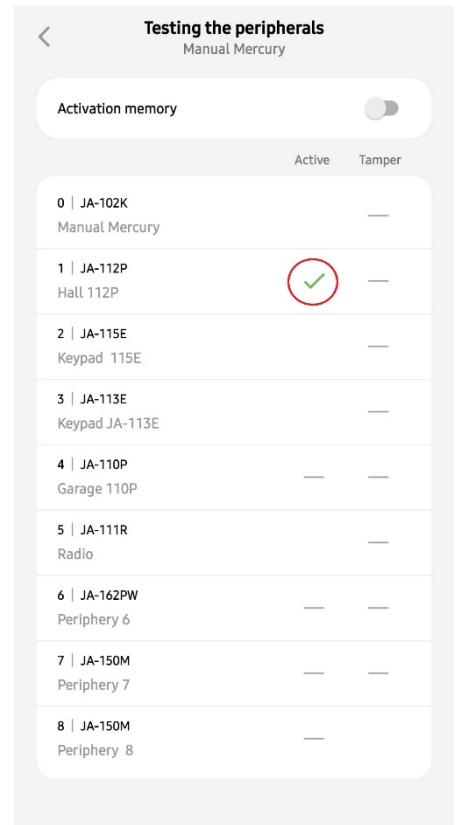 Testing the peripherals
Manual Mercury
Activation memory
Active Tamper
0 | JA-102K
Manual Mercury —
1 | JA-112P
Hall 112P —
2 | JA-115E
Keypad 115E —
3 | JA-113E
Keypad JA-113E —
4 | JA-110P
Garage 110P — —
5 | JA-111R
Radio —
6 | JA-162PW
Periphery 6 — —
7 | JA-150M
Periphery 7 — —
8 | JA-150M
Periphery 8 —